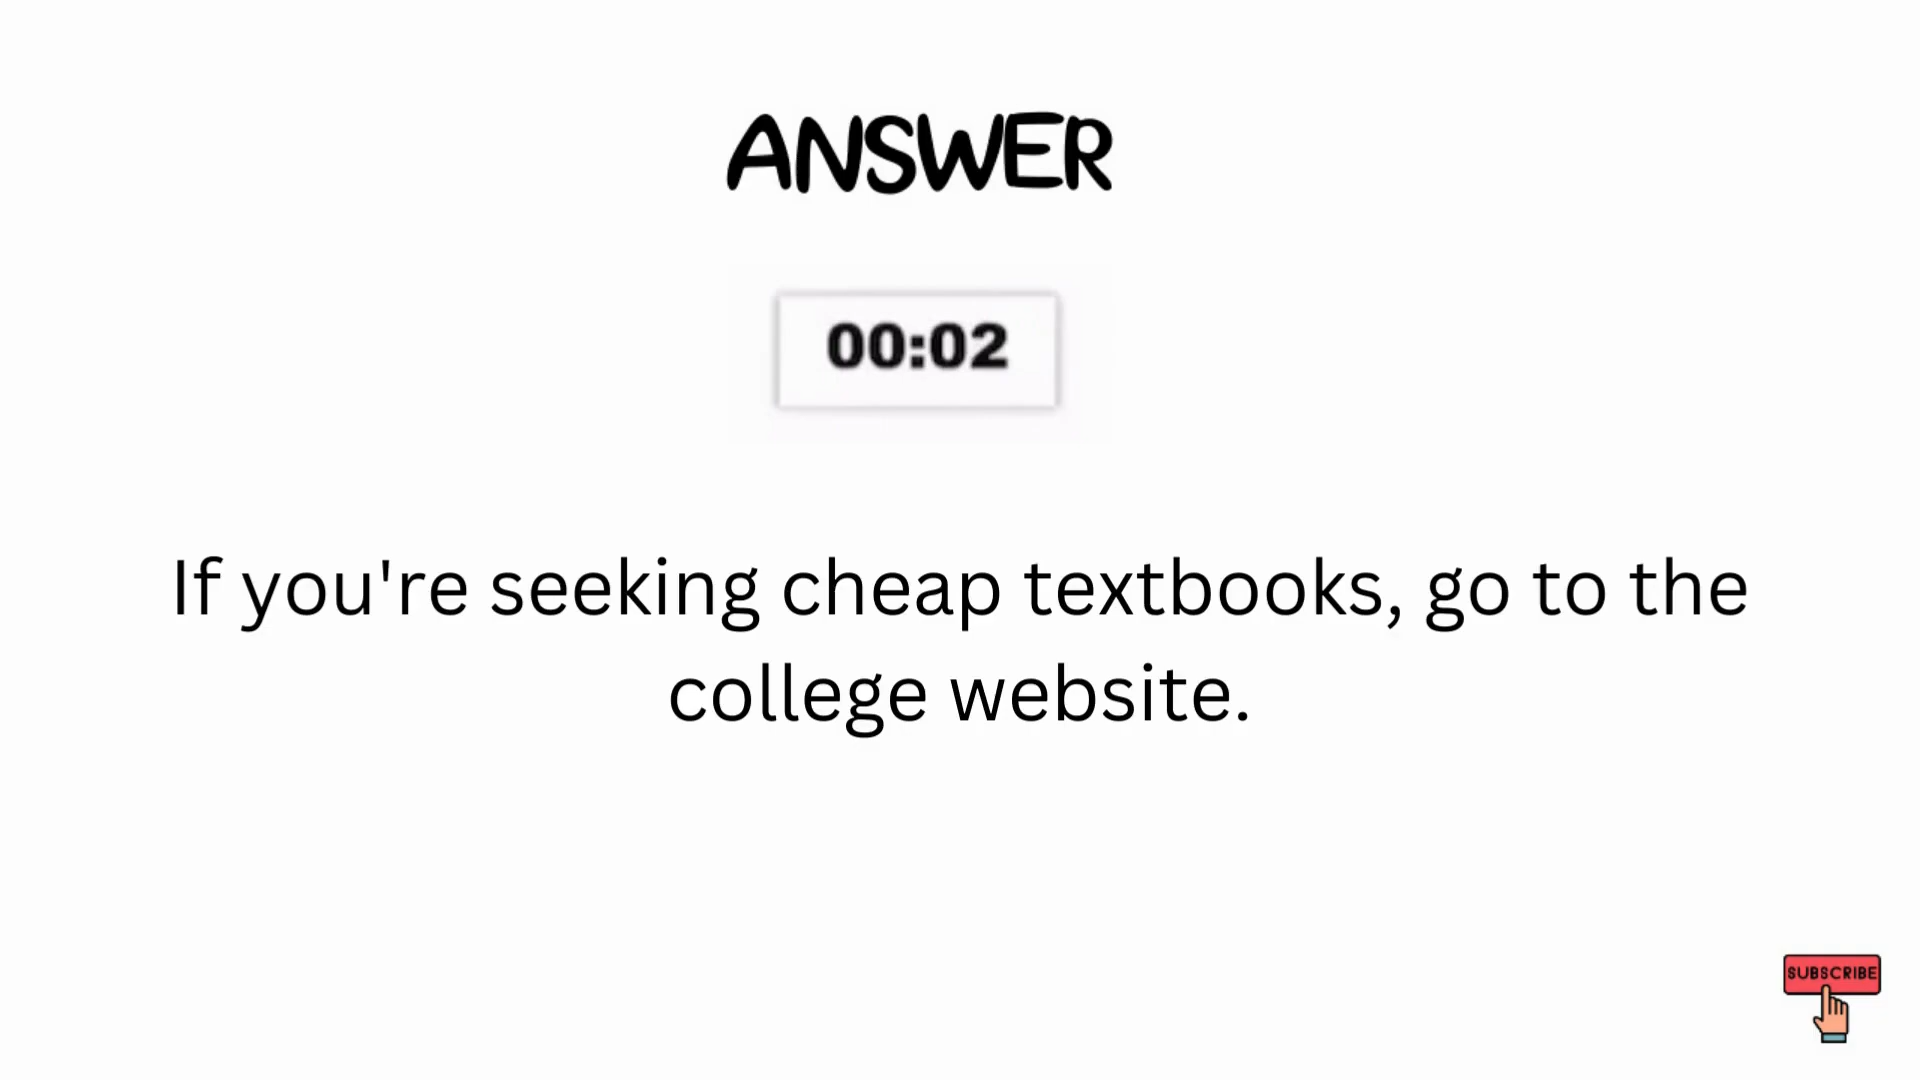 ANSWER
00:02
If you're seeking cheap textbooks, go to the
college website.
SUBSCRIBE